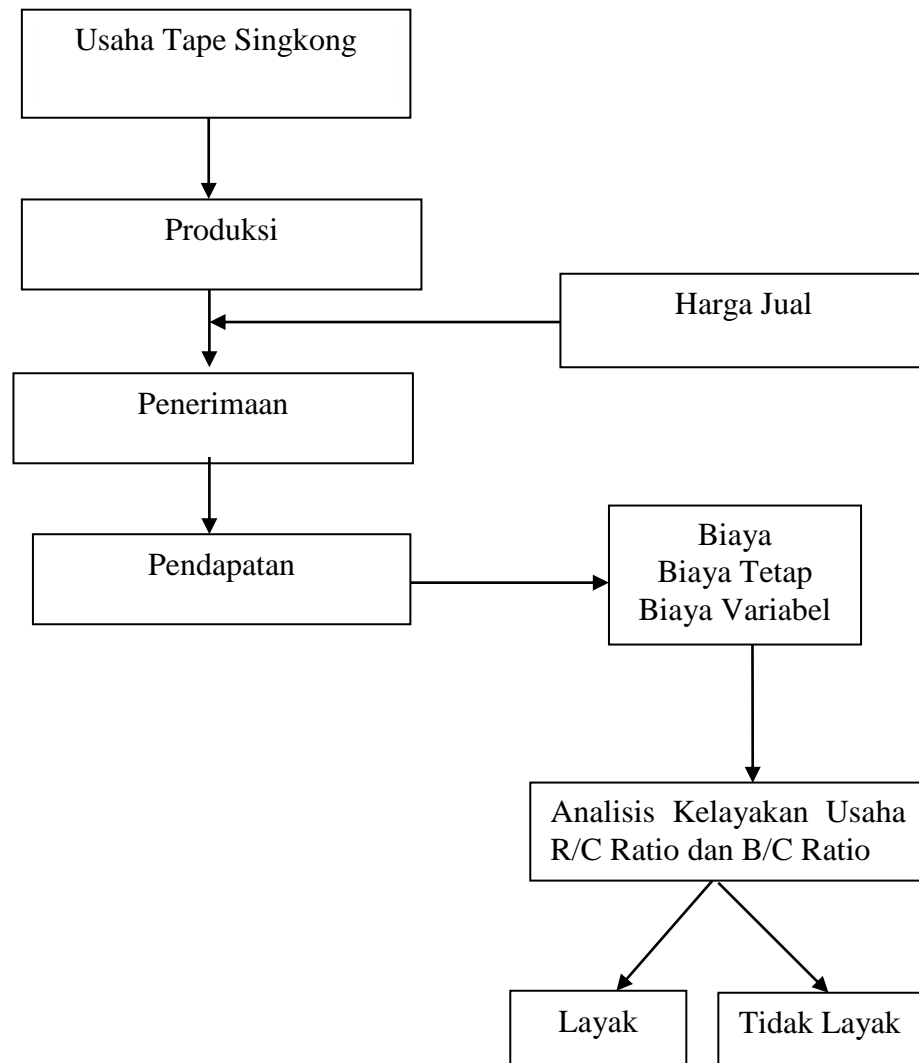 Usaha Tape Singkong
Produksi
Harga Jual
Penerimaan
Pendapatan
Biaya
Biaya Tetap
Biaya Variabel
Analisis Kelayakan Usaha
R/C Ratio dan B/C Ratio
Layak
Tidak Layak